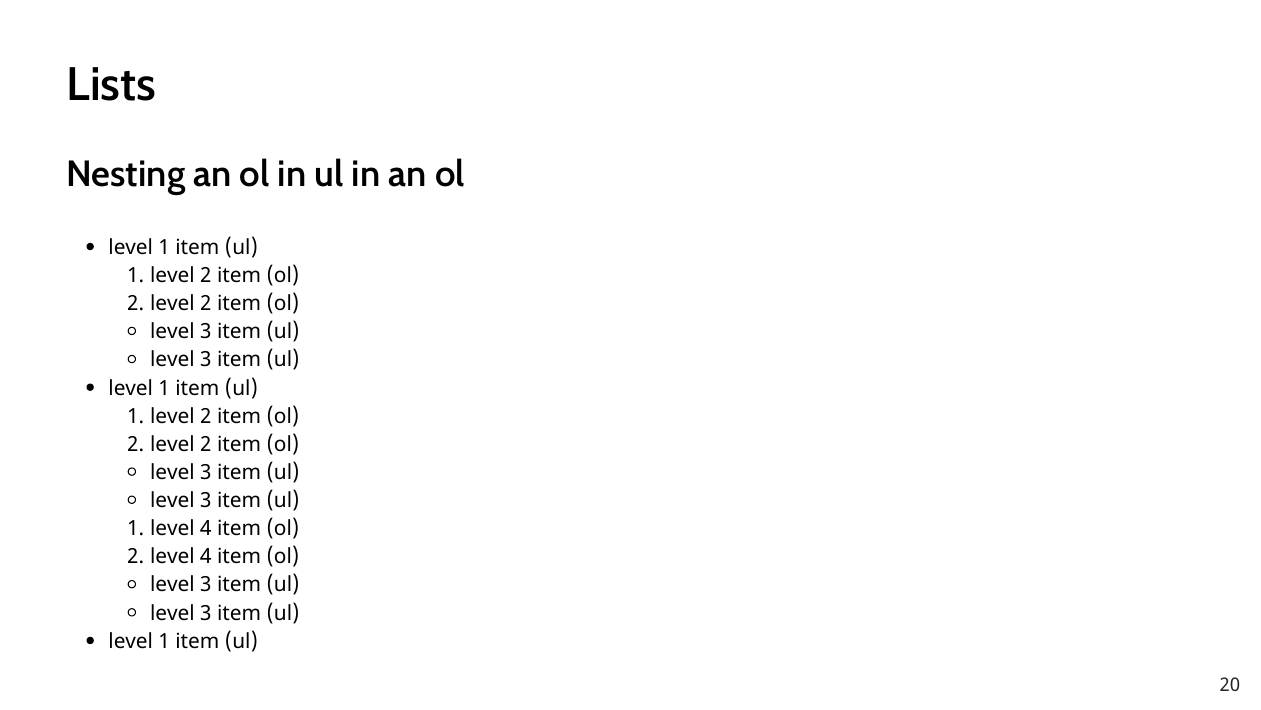 Lists
Nesting an ol in ul in an ol
• level 1 item (ul)
1. level 2 item (ol)
2. level 2 item (ol)
◦ level 3 item (ul)
◦ level 3 item (ul)
• level 1 item (ul)
1. level 2 item (ol)
2. level 2 item (ol)
◦ level 3 item (ul)
◦ level 3 item (ul)
1. level 4 item (ol)
2. level 4 item (ol)
◦ level 3 item (ul)
◦ level 3 item (ul)
• level 1 item (ul)
20